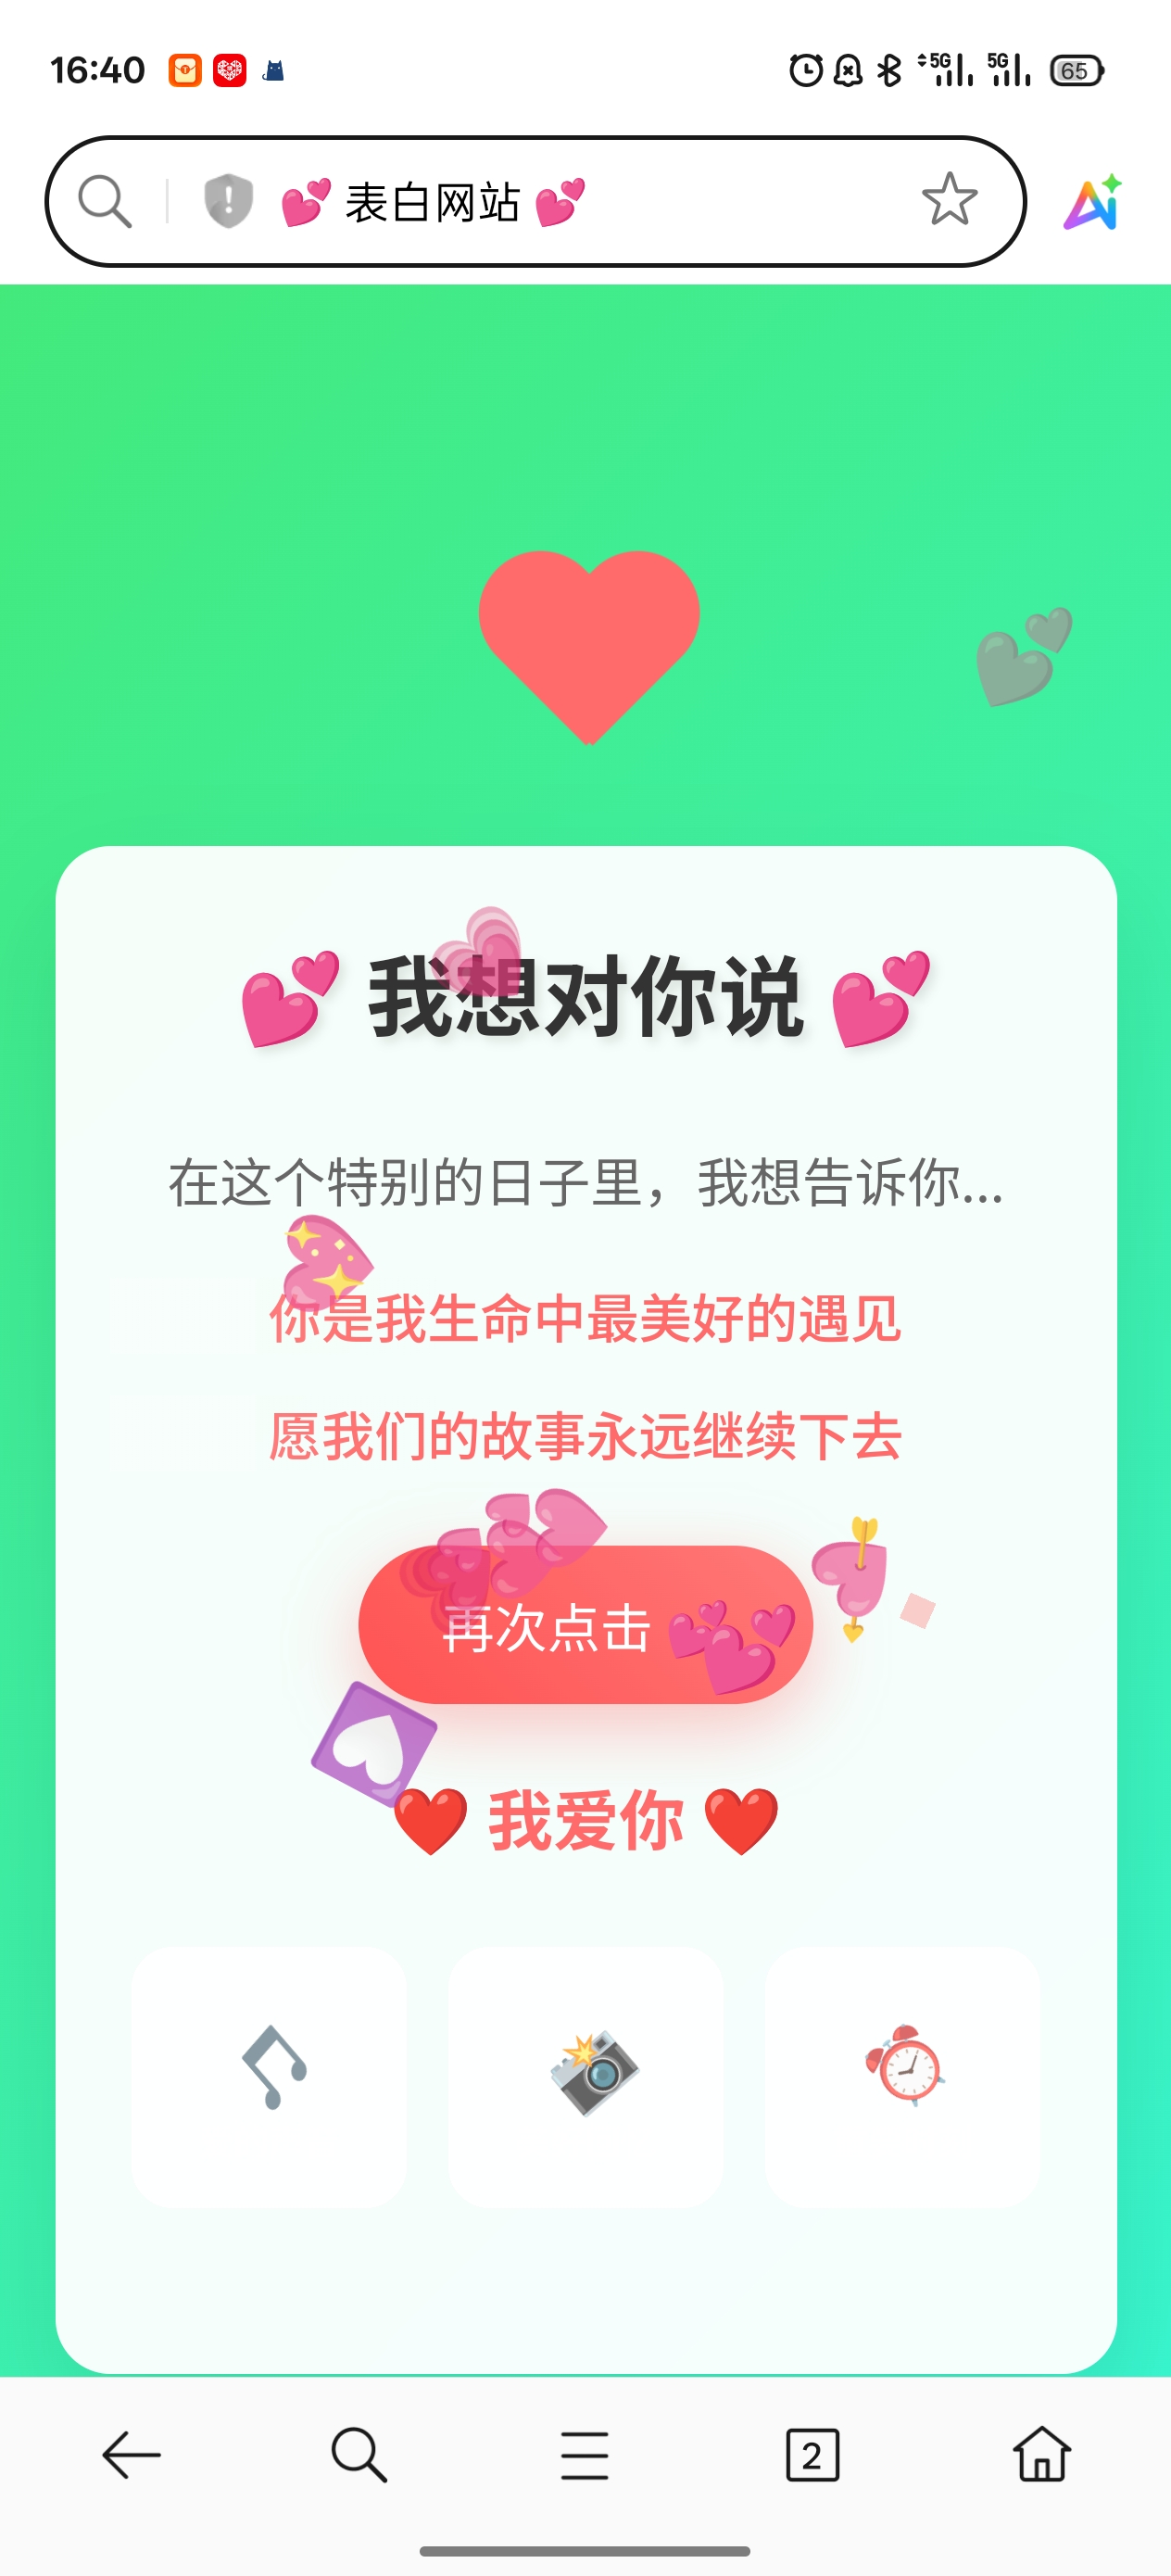 16:40 5G 5G 65
💕 表白网站 💕
💕 我想对你说 💕
在这个特别的日子里，我想告诉你...
你是我生命中最美好的遇见
愿我们的故事永远继续下去
再次点击 💕
❤️ 我爱你 ❤️
2